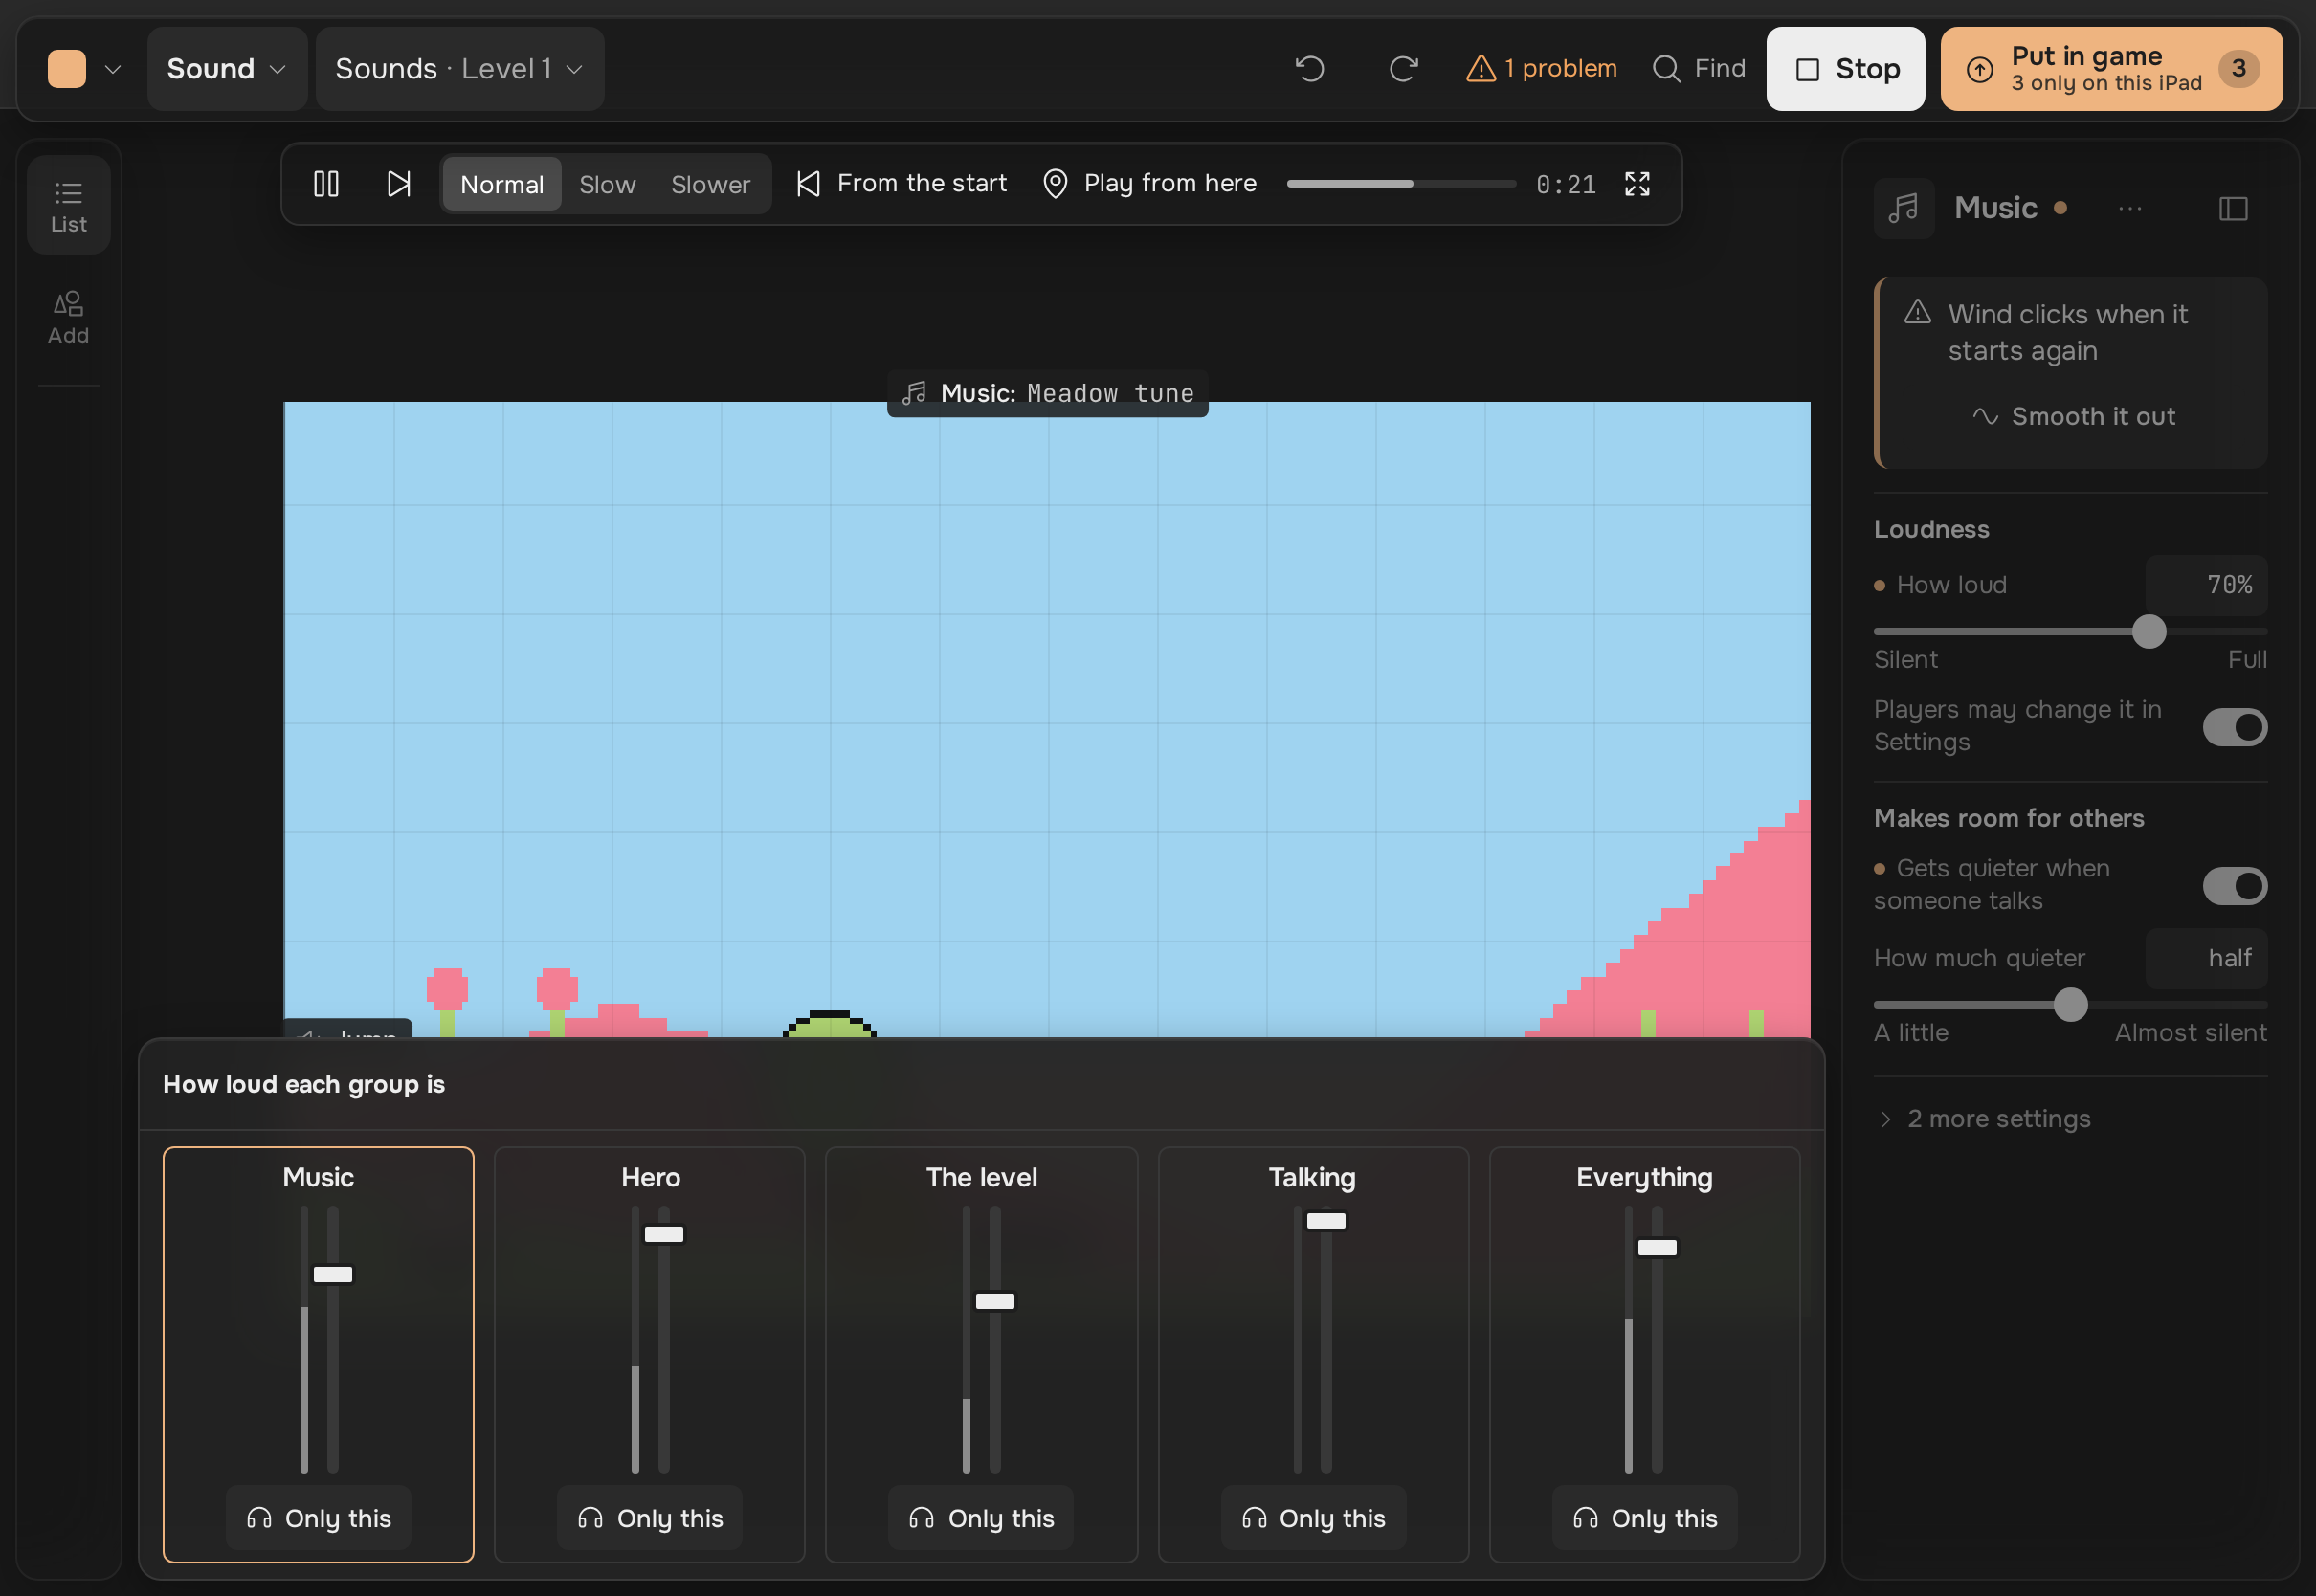 Sound
Sounds · Level 1
1 problem
Find
Stop
Put in game
3 only on this iPad
3
List
Add
Normal
Slow
Slower
From the start
Play from here
0:21
Music: Meadow tune
Music
Wind clicks when it
starts again
Smooth it out
Loudness
How loud
70%
Silent
Full
Players may change it in
Settings
Makes room for others
Gets quieter when
someone talks
How much quieter
half
A little
Almost silent
2 more settings
How loud each group is
Music
Hero
The level
Talking
Everything
Only this
Only this
Only this
Only this
Only this